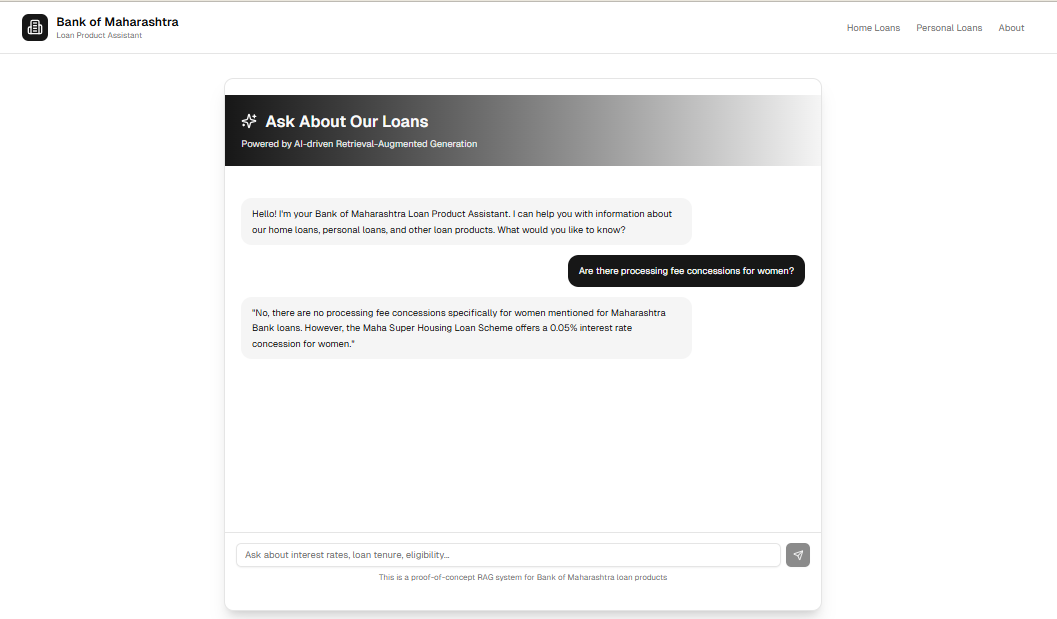 Bank of Maharashtra
Loan Product Assistant
Home Loans Personal Loans About
Ask About Our Loans
Powered by AI-driven Retrieval-Augmented Generation
Hello! I'm your Bank of Maharashtra Loan Product Assistant. I can help you with information about
our home loans, personal loans, and other loan products. What would you like to know?
Are there processing fee concessions for women?
"No, there are no processing fee concessions specifically for women mentioned for Maharashtra
Bank loans. However, the Maha Super Housing Loan Scheme offers a 0.05% interest rate
concession for women."
Ask about interest rates, loan tenure, eligibility...
This is a proof-of-concept RAG system for Bank of Maharashtra loan products